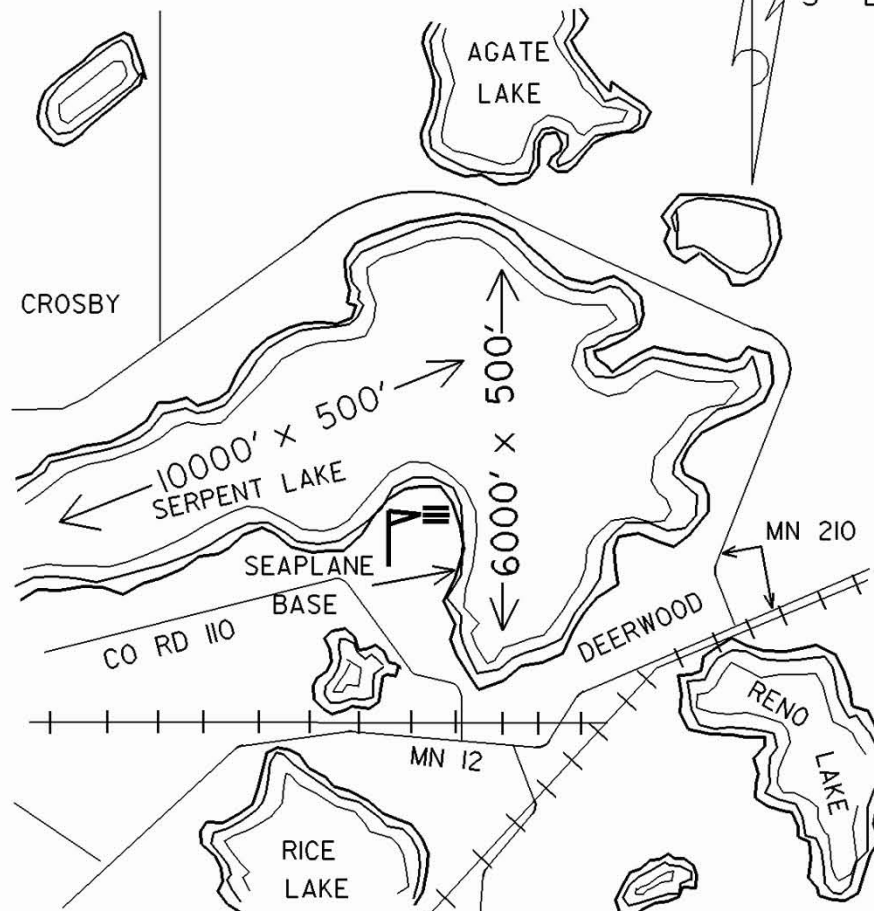 AGATE
LAKE
CROSBY
10000' × 500'
SERPENT LAKE
6000' × 500'
SEAPLANE
BASE
MN 210
DEERWOOD
CO RD 110
RENO
LAKE
MN 12
RICE
LAKE